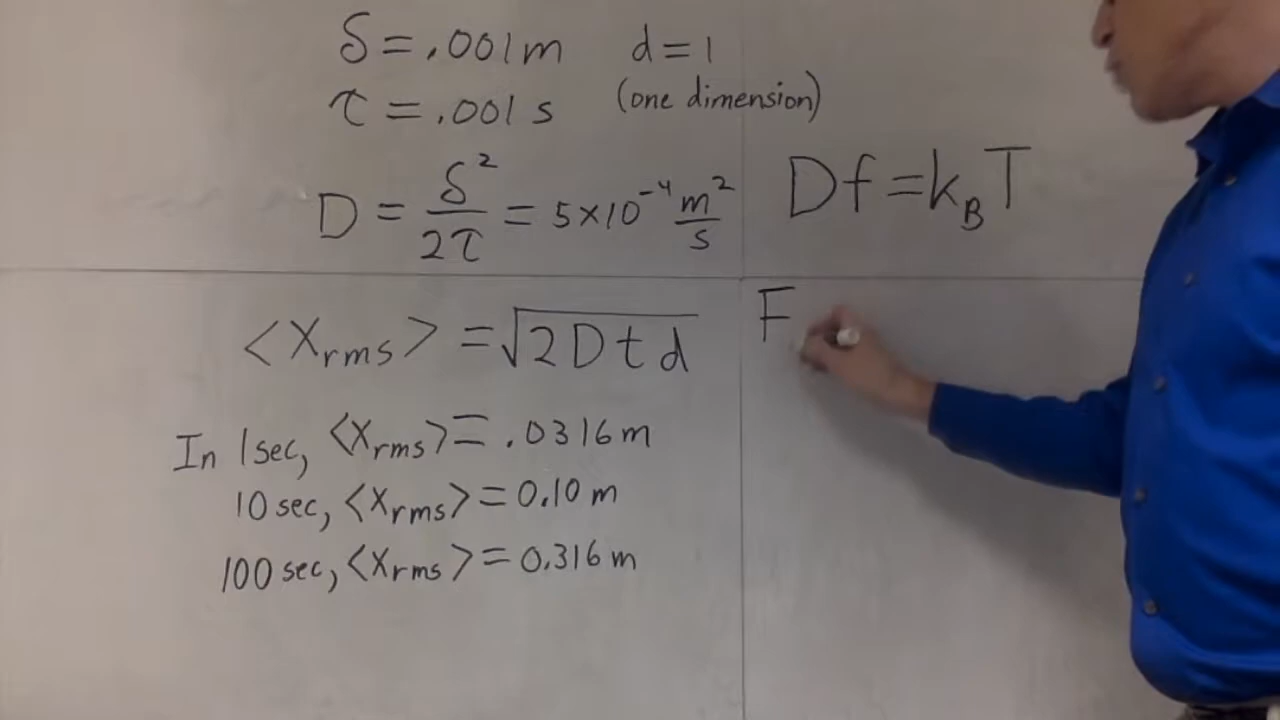 δ = .001 m d = 1
τ = .001 s (one dimension)
D = δ²/2τ = 5×10⁻⁴ m²/s Df = k_B T
<X_rms> = √(2Dtd) F
In 1sec, <X_rms> = .0316 m
10 sec, <X_rms> = 0.10 m
100 sec, <X_rms> = 0.316 m